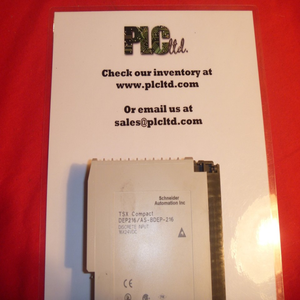 PLC ltd.
Check our inventory at
www.plcltd.com
Or email us at
sales@plcltd.com
Schneider
Automation Inc
TSX Compact
DEP216/AS-BDEP-216
DISCRETE INPUT